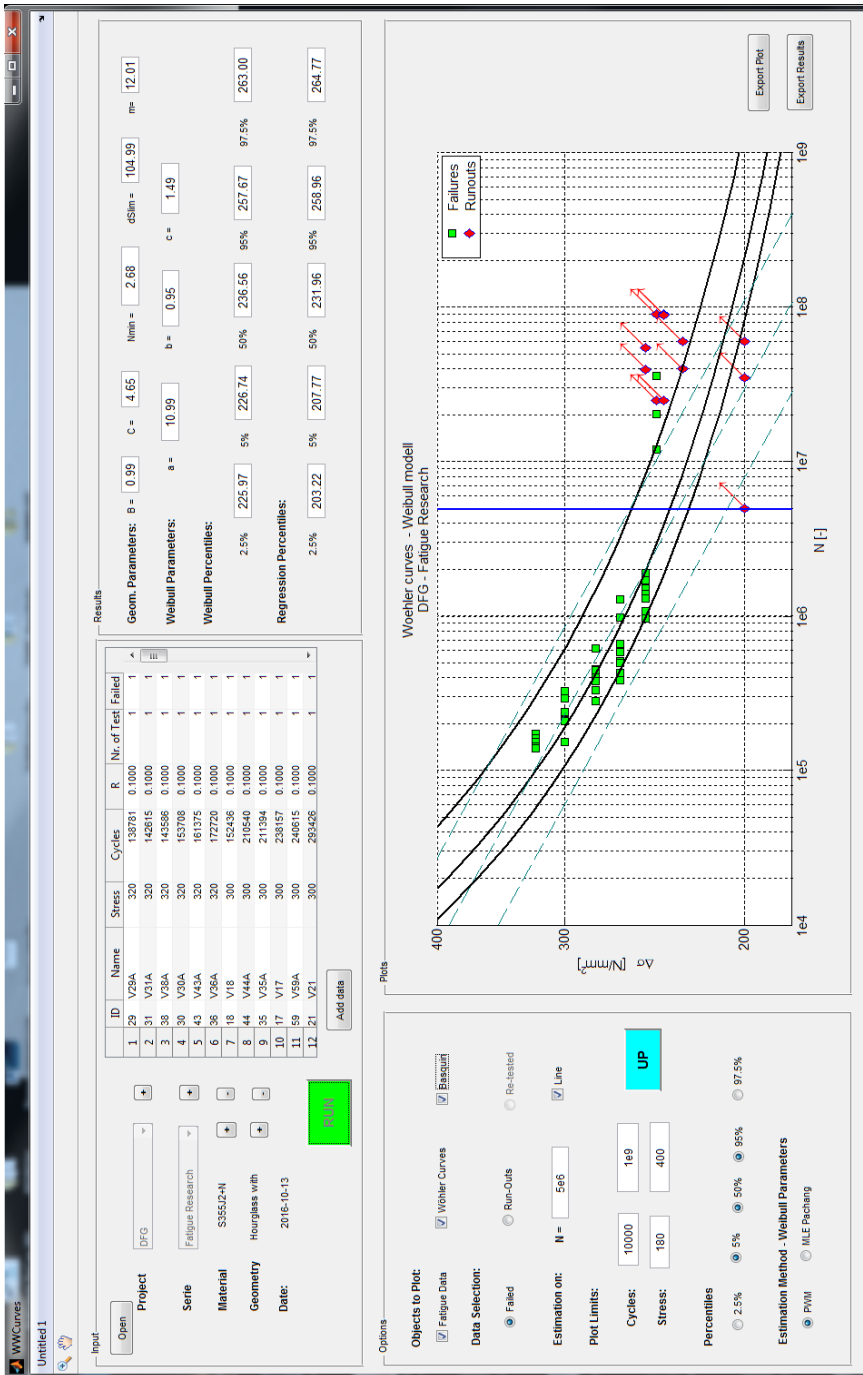 WWCurves
Untitled 1
Input
Open
Project DFG +
Serie Fatigue Research +
Material S355J2+N + -
Geometry Hourglass with + -
Date: 2016-10-13
RUN
ID Name Stress Cycles R Nr. of Test Failed
1 29 V29A 320 138781 0.1000 1 1
2 31 V31A 320 142615 0.1000 1 1
3 38 V38A 320 143586 0.1000 1 1
4 30 V30A 320 153708 0.1000 1 1
5 43 V43A 320 161375 0.1000 1 1
6 36 V36A 320 172720 0.1000 1 1
7 18 V18 300 152436 0.1000 1 1
8 44 V44A 300 210540 0.1000 1 1
9 35 V35A 300 211394 0.1000 1 1
10 17 V17 300 238157 0.1000 1 1
11 59 V59A 300 240615 0.1000 1 1
12 21 V21 300 293426 0.1000 1 1
Add data
Results
Geom. Parameters: B = 0.99 C = 4.65 Nmin = 2.68 dSlim = 104.99 m= 12.01
Weibull Parameters: a = 10.99 b = 0.95 c = 1.49
Weibull Percentiles:
2.5% 225.97 5% 226.74 50% 236.56 95% 257.67 97.5% 263.00
Regression Percentiles:
2.5% 203.22 5% 207.77 50% 231.96 95% 258.96 97.5% 264.77
Options
Objects to Plot:
Fatigue Data Wöhler Curves Basquin
Data Selection:
Failed Run-Outs Re-tested
Estimation on: N = 5e6 Line
Plot Limits:
Cycles: 10000 1e9
Stress: 180 400
UP
Percentiles
2.5% 5% 50% 95% 97.5%
Estimation Method - Weibull Parameters
PWM MLE Pachang
Plots
Woehler curves - Weibull modell
DFG - Fatigue Research
400
300
200
Δσ [N/mm²]
1e4 1e5 1e6 1e7 1e8 1e9
N [-]
Failures
Runouts
Export Plot
Export Results